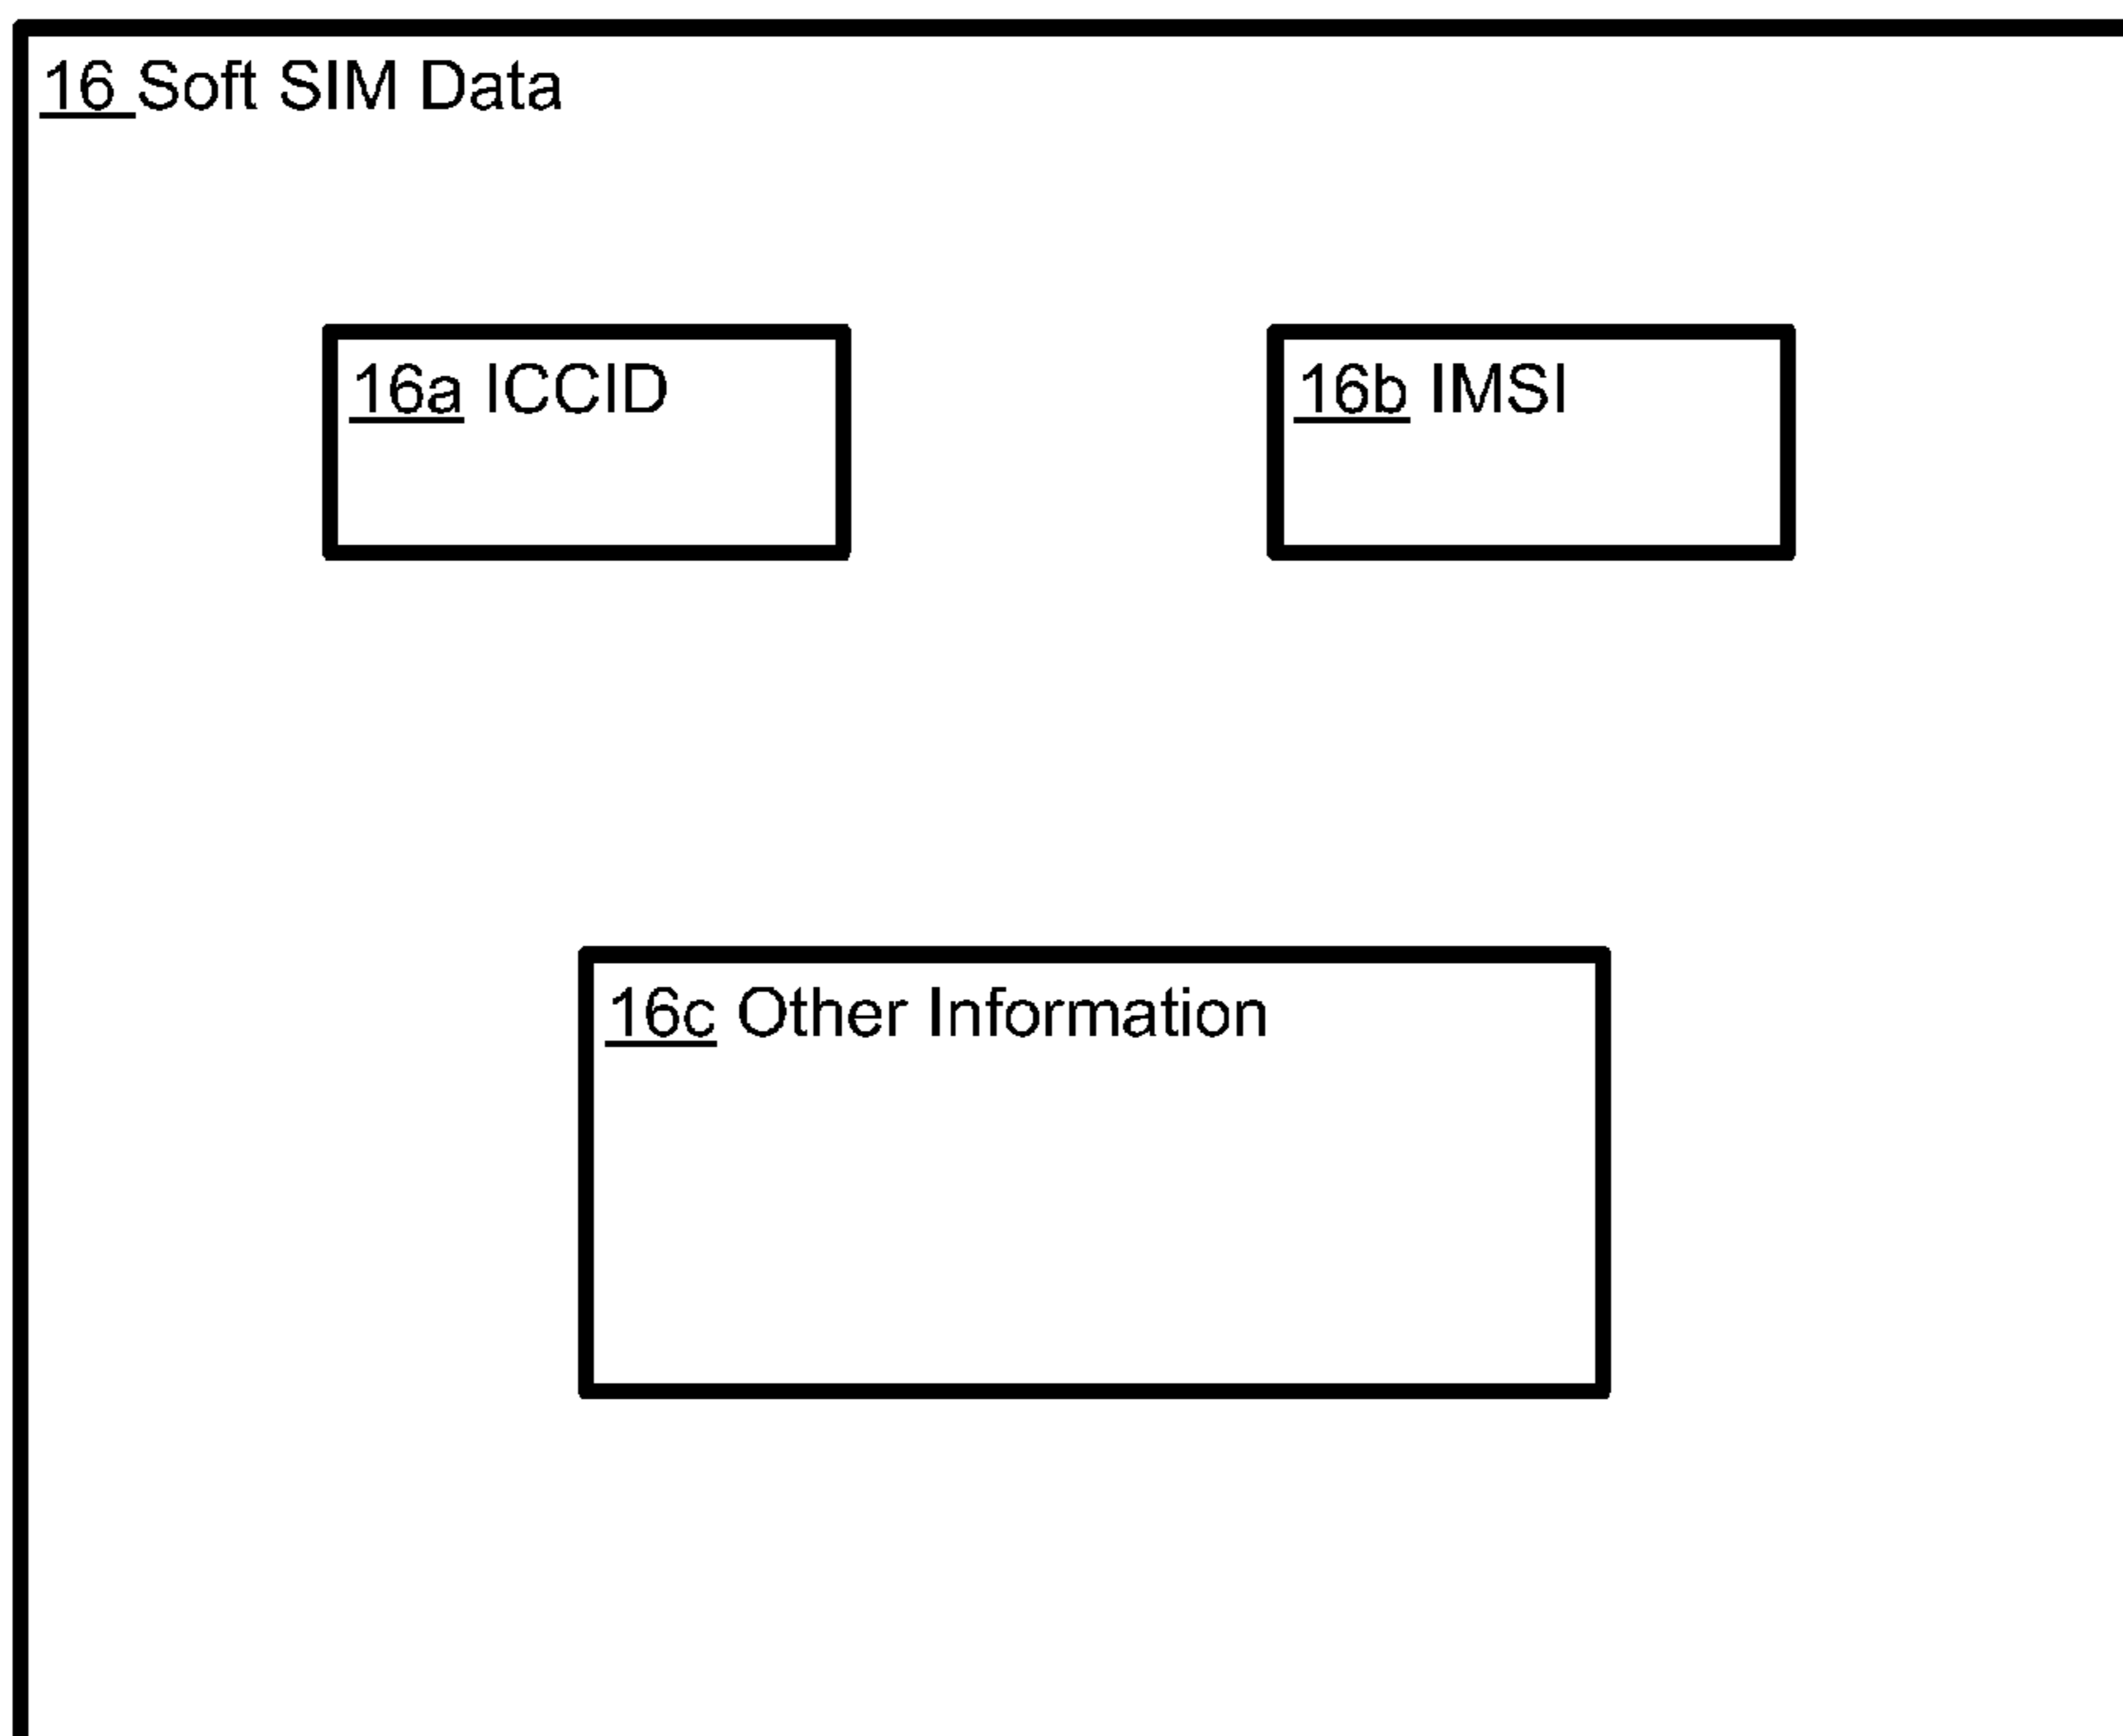 16 Soft SIM Data
16a ICCID
16b IMSI
16c Other Information